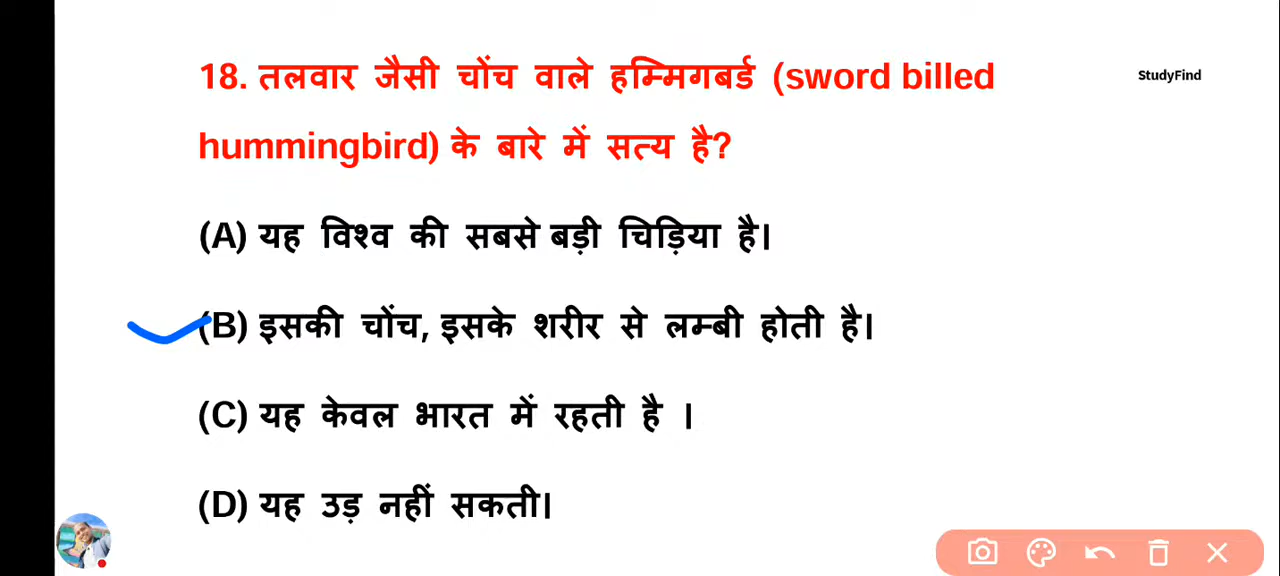 18. तलवार जैसी चोंच वाले हम्मिगबर्ड (sword billed
StudyFind
hummingbird) के बारे में सत्य है?
(A) यह विश्व की सबसे बड़ी चिड़िया है।
(B) इसकी चोंच, इसके शरीर से लम्बी होती है।
(C) यह केवल भारत में रहती है ।
(D) यह उड़ नहीं सकती।